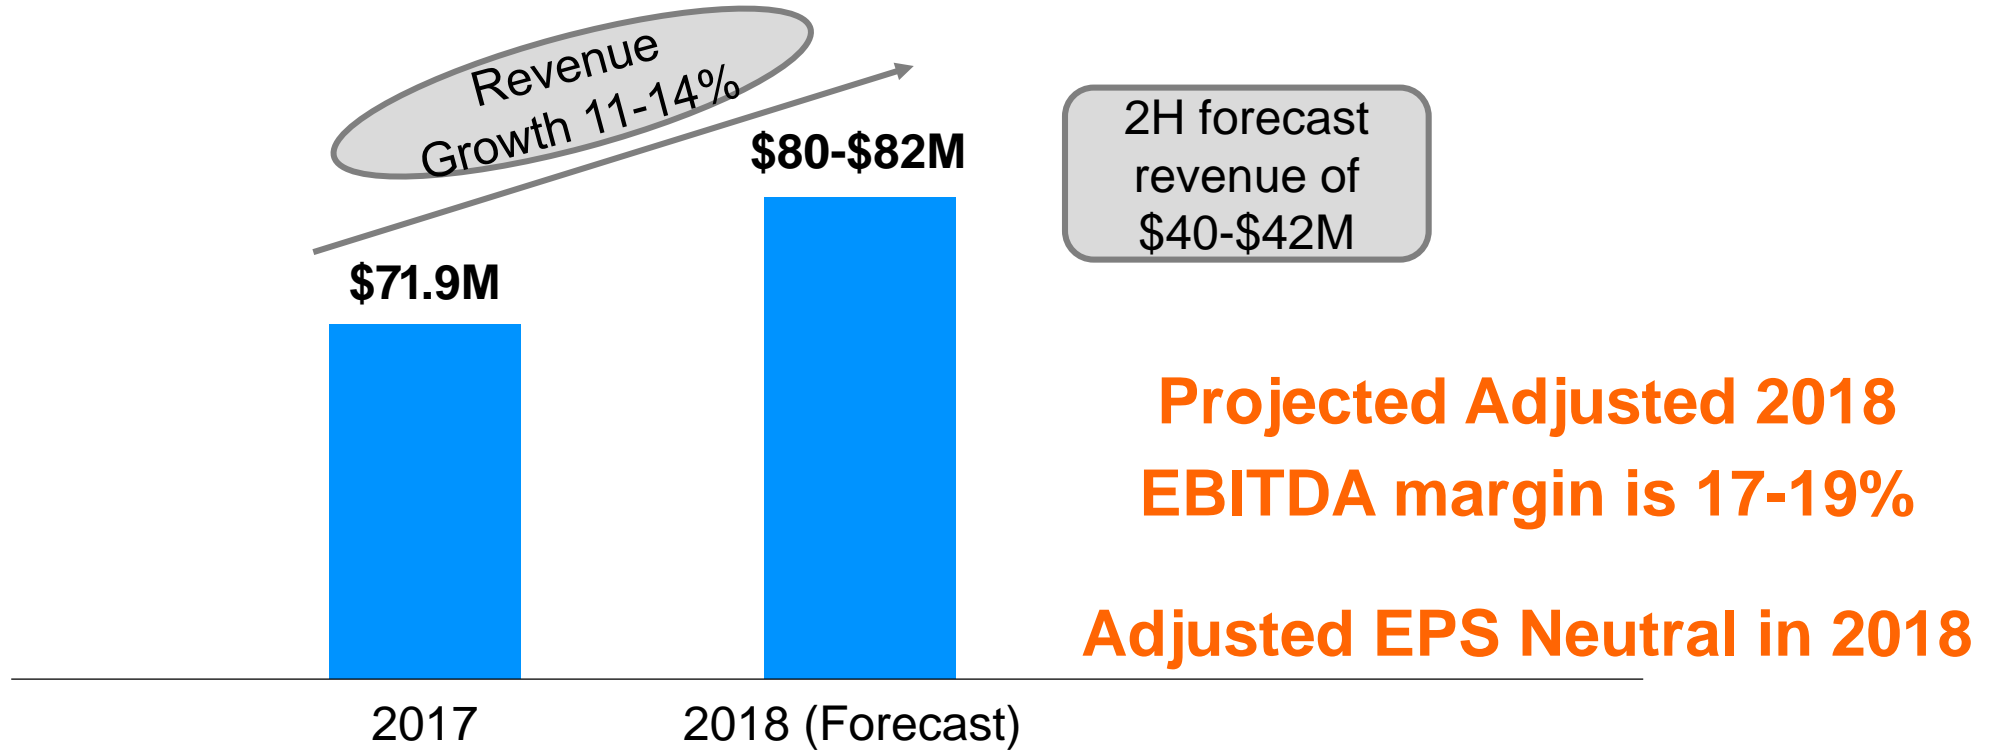 Revenue
Growth 11-14%
$80-$82M
$71.9M
2H forecast
revenue of
$40-$42M
Projected Adjusted 2018
EBITDA margin is 17-19%
Adjusted EPS Neutral in 2018
2017
2018 (Forecast)